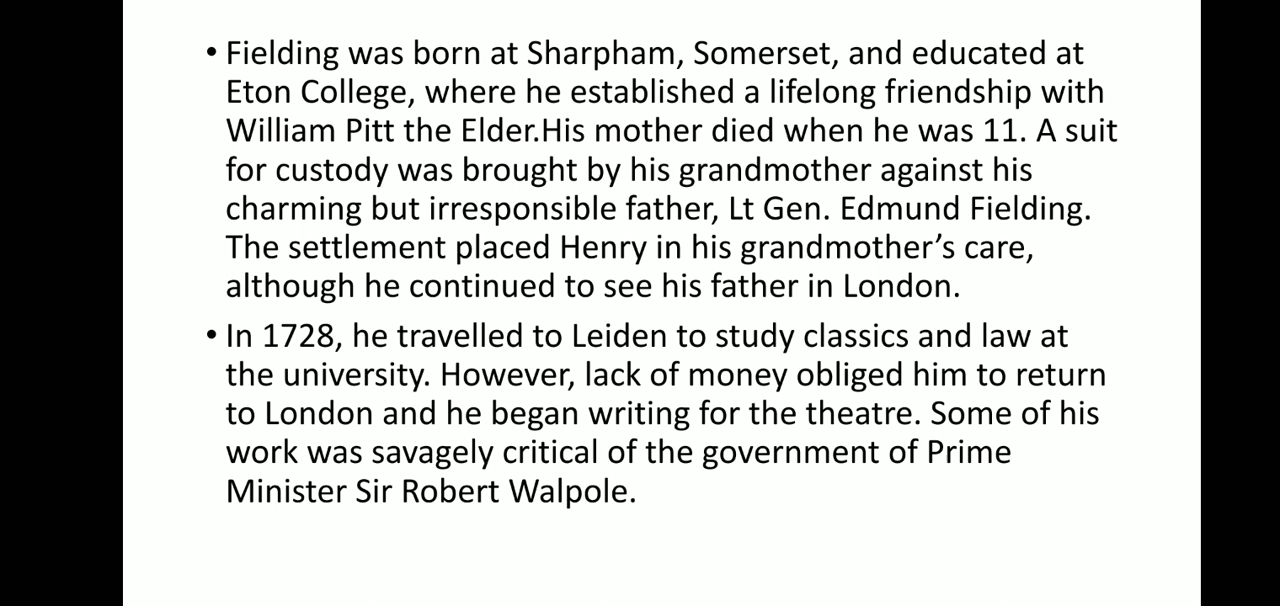 • Fielding was born at Sharpham, Somerset, and educated at
Eton College, where he established a lifelong friendship with
William Pitt the Elder.His mother died when he was 11. A suit
for custody was brought by his grandmother against his
charming but irresponsible father, Lt Gen. Edmund Fielding.
The settlement placed Henry in his grandmother’s care,
although he continued to see his father in London.
• In 1728, he travelled to Leiden to study classics and law at
the university. However, lack of money obliged him to return
to London and he began writing for the theatre. Some of his
work was savagely critical of the government of Prime
Minister Sir Robert Walpole.